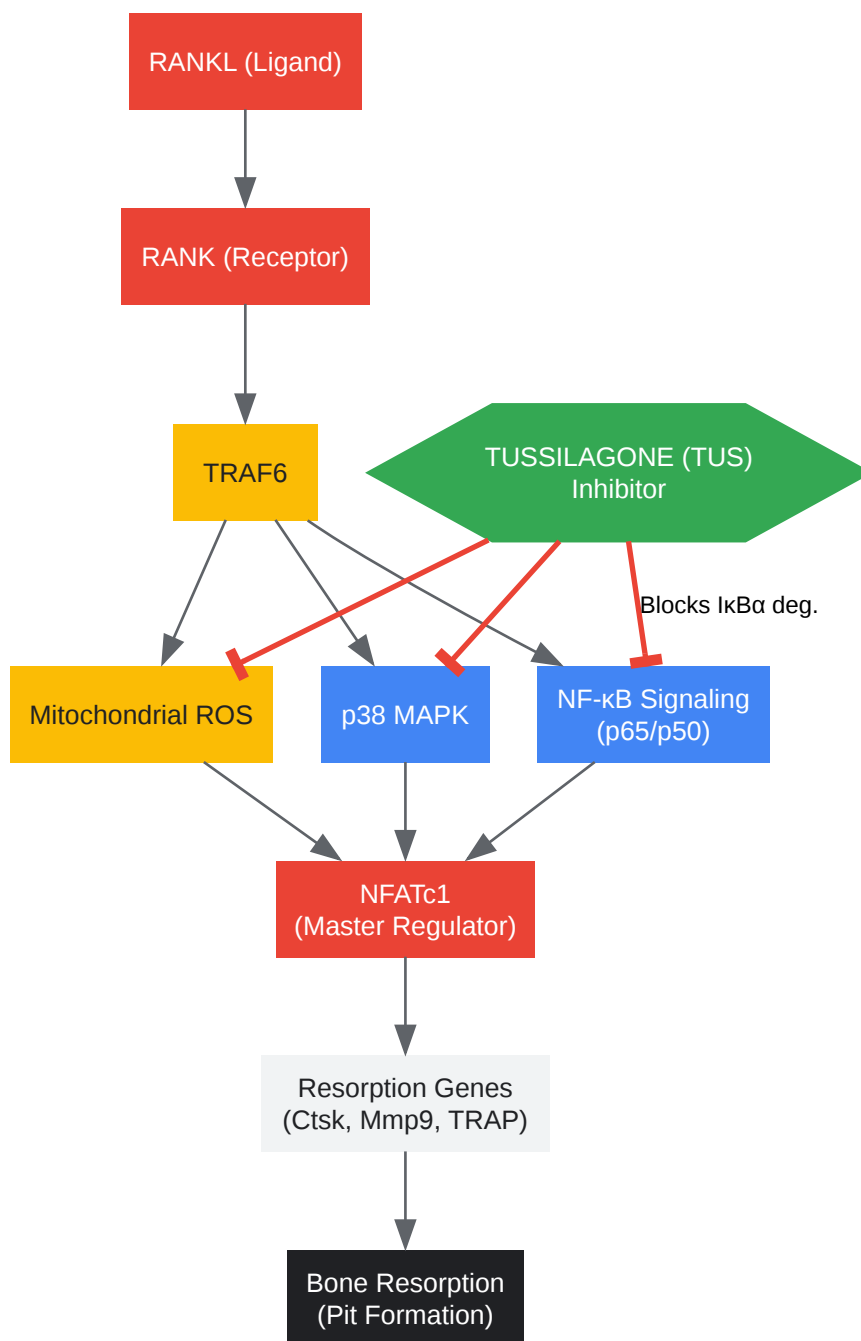 RANKL (Ligand)
RANK (Receptor)
TRAF6
TUSSILAGONE (TUS)
Inhibitor
Blocks IκBα deg.
Mitochondrial ROS
p38 MAPK
NF-κB Signaling
(p65/p50)
NFATc1
(Master Regulator)
Resorption Genes
(Ctsk, Mmp9, TRAP)
Bone Resorption
(Pit Formation)